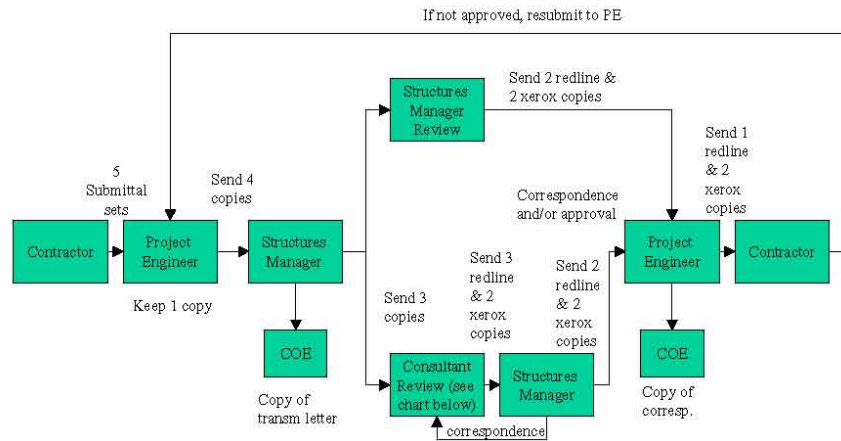 If not approved, resubmit to PE
Structures
Manager
Review
Send 2 redline &
2 xerox copies
Send 1
redline
& 2
xerox
copies
5
Submittal
sets
Send 4
copies
Correspondence
and/or approval
Contractor
Project
Engineer
Structures
Manager
Project
Engineer
Contractor
Keep 1 copy
Send 3
copies
Send 3
redline
& 2
xerox
copies
Send 2
redline
& 2
xerox
copies
COE
Copy of
transm letter
Consultant
Review (see
chart below)
Structures
Manager
correspondence
COE
Copy of
corresp.